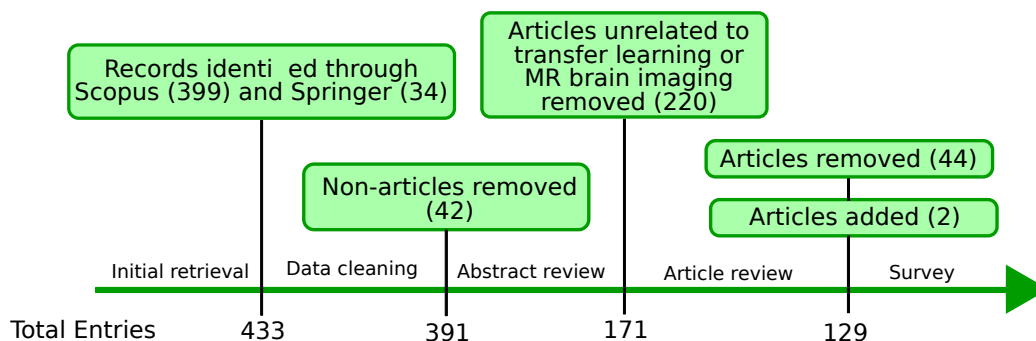 Records identi ed through
Scopus (399) and Springer (34)
Non-articles removed
(42)
Articles unrelated to
transfer learning or
MR brain imaging
removed (220)
Articles removed (44)
Articles added (2)
Initial retrieval
Data cleaning
Abstract review
Article review
Survey
Total Entries
433
391
171
129